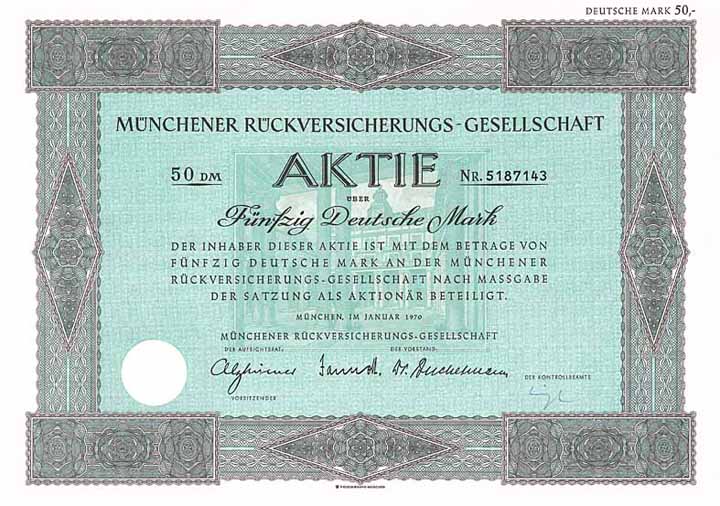 DEUTSCHE MARK 50,-
MÜNCHENER RÜCKVERSICHERUNGS-GESELLSCHAFT
50 DM AKTIE NR. 5187143
ÜBER
Fünfzig Deutsche Mark
DER INHABER DIESER AKTIE IST MIT DEM BETRAGE VON
FÜNFZIG DEUTSCHE MARK AN DER MÜNCHENER
RÜCKVERSICHERUNGS-GESELLSCHAFT NACH MASSGABE
DER SATZUNG ALS AKTIONÄR BETEILIGT.
MÜNCHEN, IM JANUAR 1970
MÜNCHENER RÜCKVERSICHERUNGS-GESELLSCHAFT
DER AUFSICHTSRAT: DER VORSTAND:
DER KONTROLLBEAMTE
VORSITZENDER